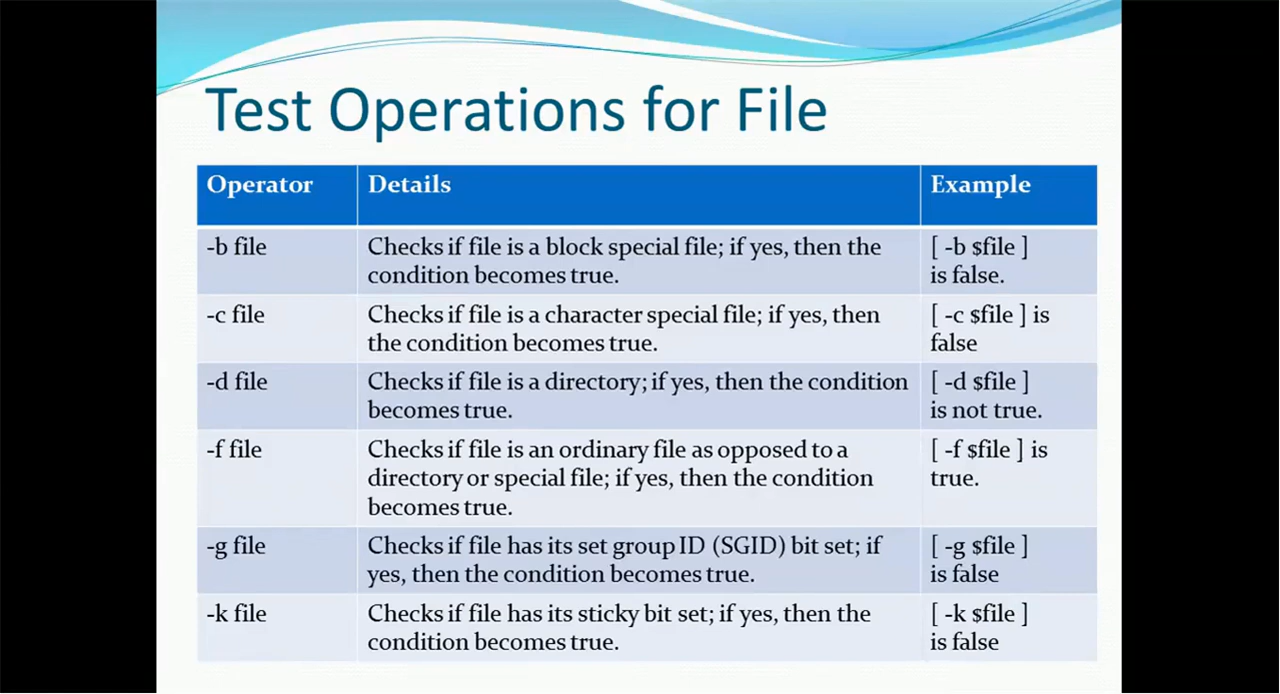 Test Operations for File
Operator Details Example
-b file Checks if file is a block special file; if yes, then the [ -b $file ]
condition becomes true. is false.
-c file Checks if file is a character special file; if yes, then [ -c $file ] is
the condition becomes true. false
-d file Checks if file is a directory; if yes, then the condition [ -d $file ]
becomes true. is not true.
-f file Checks if file is an ordinary file as opposed to a [ -f $file ] is
directory or special file; if yes, then the condition true.
becomes true.
-g file Checks if file has its set group ID (SGID) bit set; if [ -g $file ]
yes, then the condition becomes true. is false
-k file Checks if file has its sticky bit set; if yes, then the [ -k $file ]
condition becomes true. is false